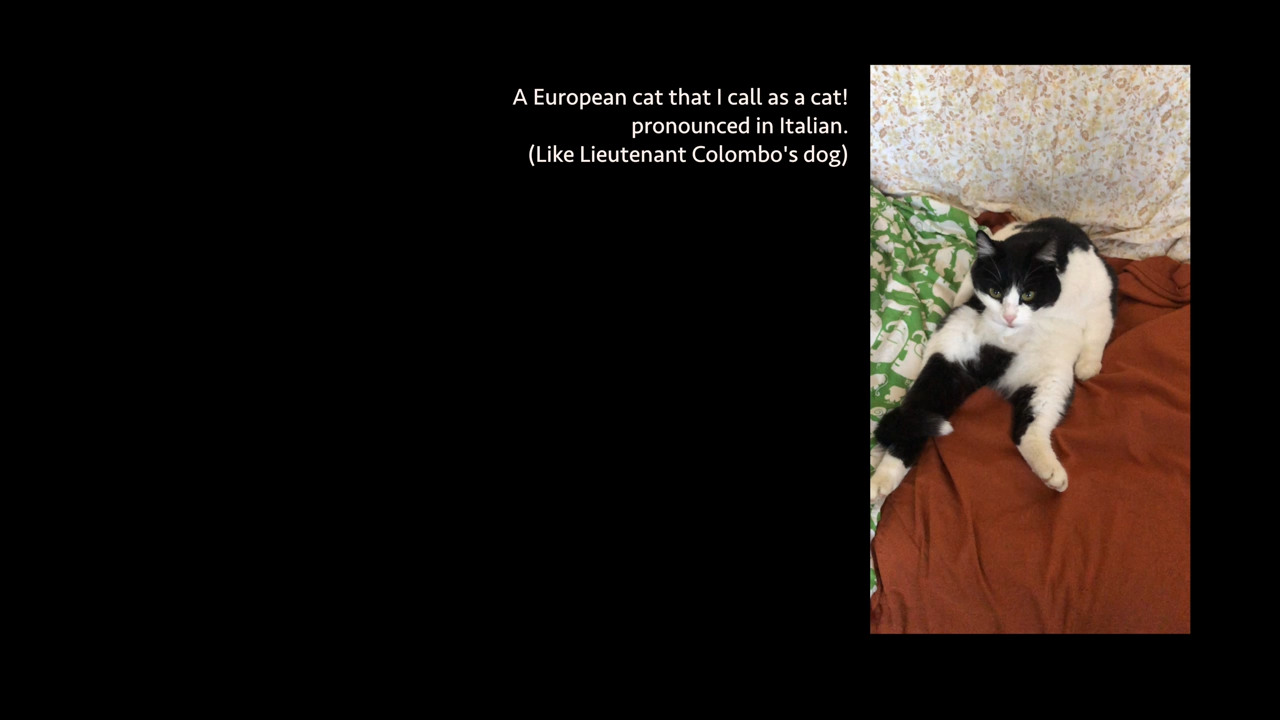 A European cat that I call as a cat!
pronounced in Italian.
(Like Lieutenant Colombo's dog)